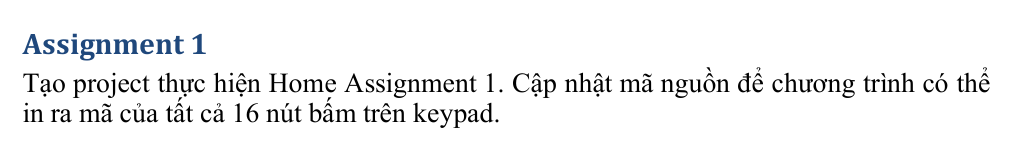 Assignment 1
Tạo project thực hiện Home Assignment 1. Cập nhật mã nguồn để chương trình có thể
in ra mã của tất cả 16 nút bấm trên keypad.